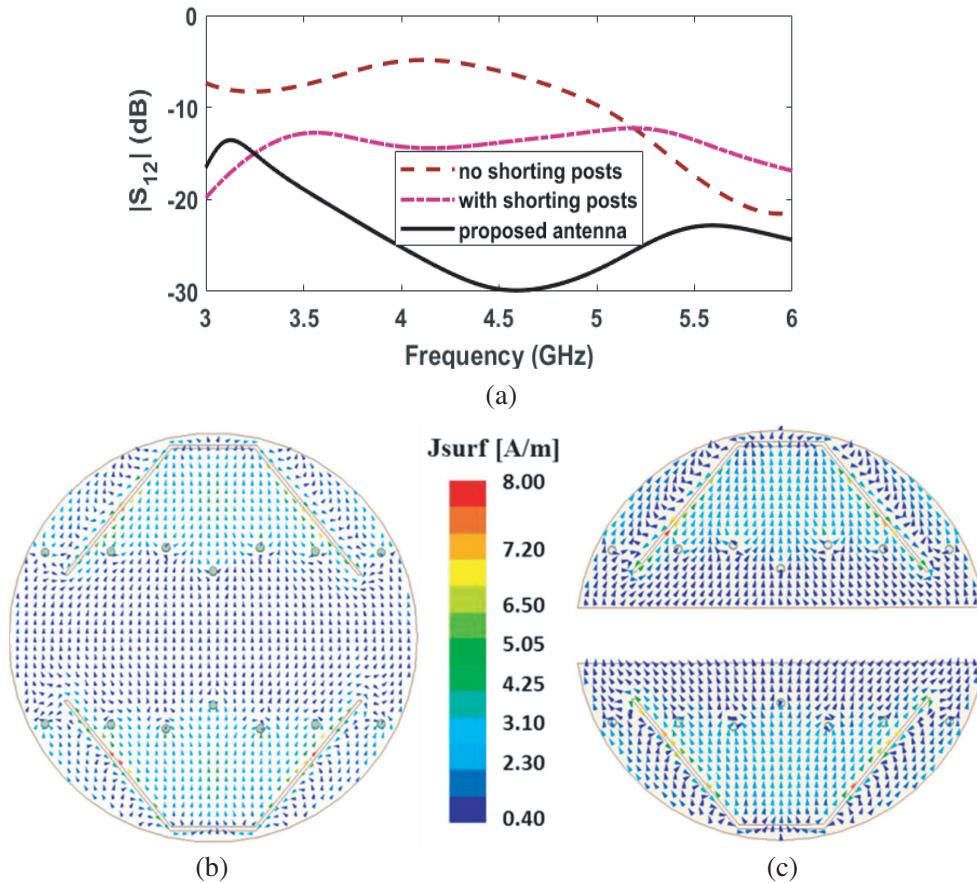 0
-10
-20
-30
|S12| (dB)
no shorting posts
with shorting posts
proposed antenna
3 3.5 4 4.5 5 5.5 6
Frequency (GHz)
(a)
Jsurf [A/m]
8.00
7.20
6.50
5.05
4.25
3.10
2.30
0.40
(b)
(c)